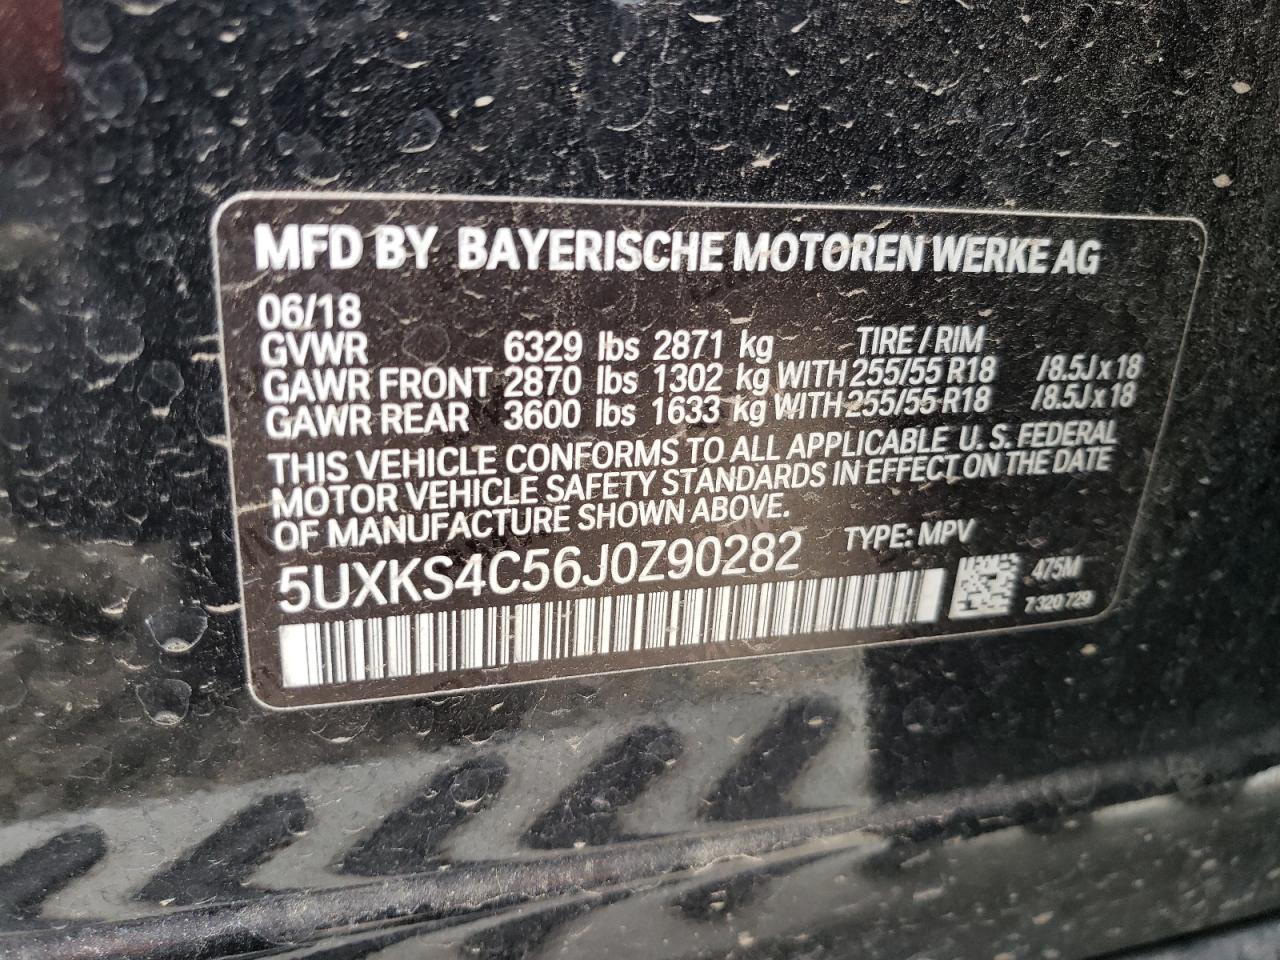 MFD BY BAYERISCHE MOTOREN WERKE AG
06/18
GVWR 6329 lbs 2871 kg TIRE / RIM
GAWR FRONT 2870 lbs 1302 kg WITH 255/55 R18 /8.5J x 18
GAWR REAR 3600 lbs 1633 kg WITH 255/55 R18 /8.5J x 18
THIS VEHICLE CONFORMS TO ALL APPLICABLE U.S. FEDERAL
MOTOR VEHICLE SAFETY STANDARDS IN EFFECT ON THE DATE
OF MANUFACTURE SHOWN ABOVE.
5UXKS4C56J0Z90282 TYPE: MPV
475M
7320729